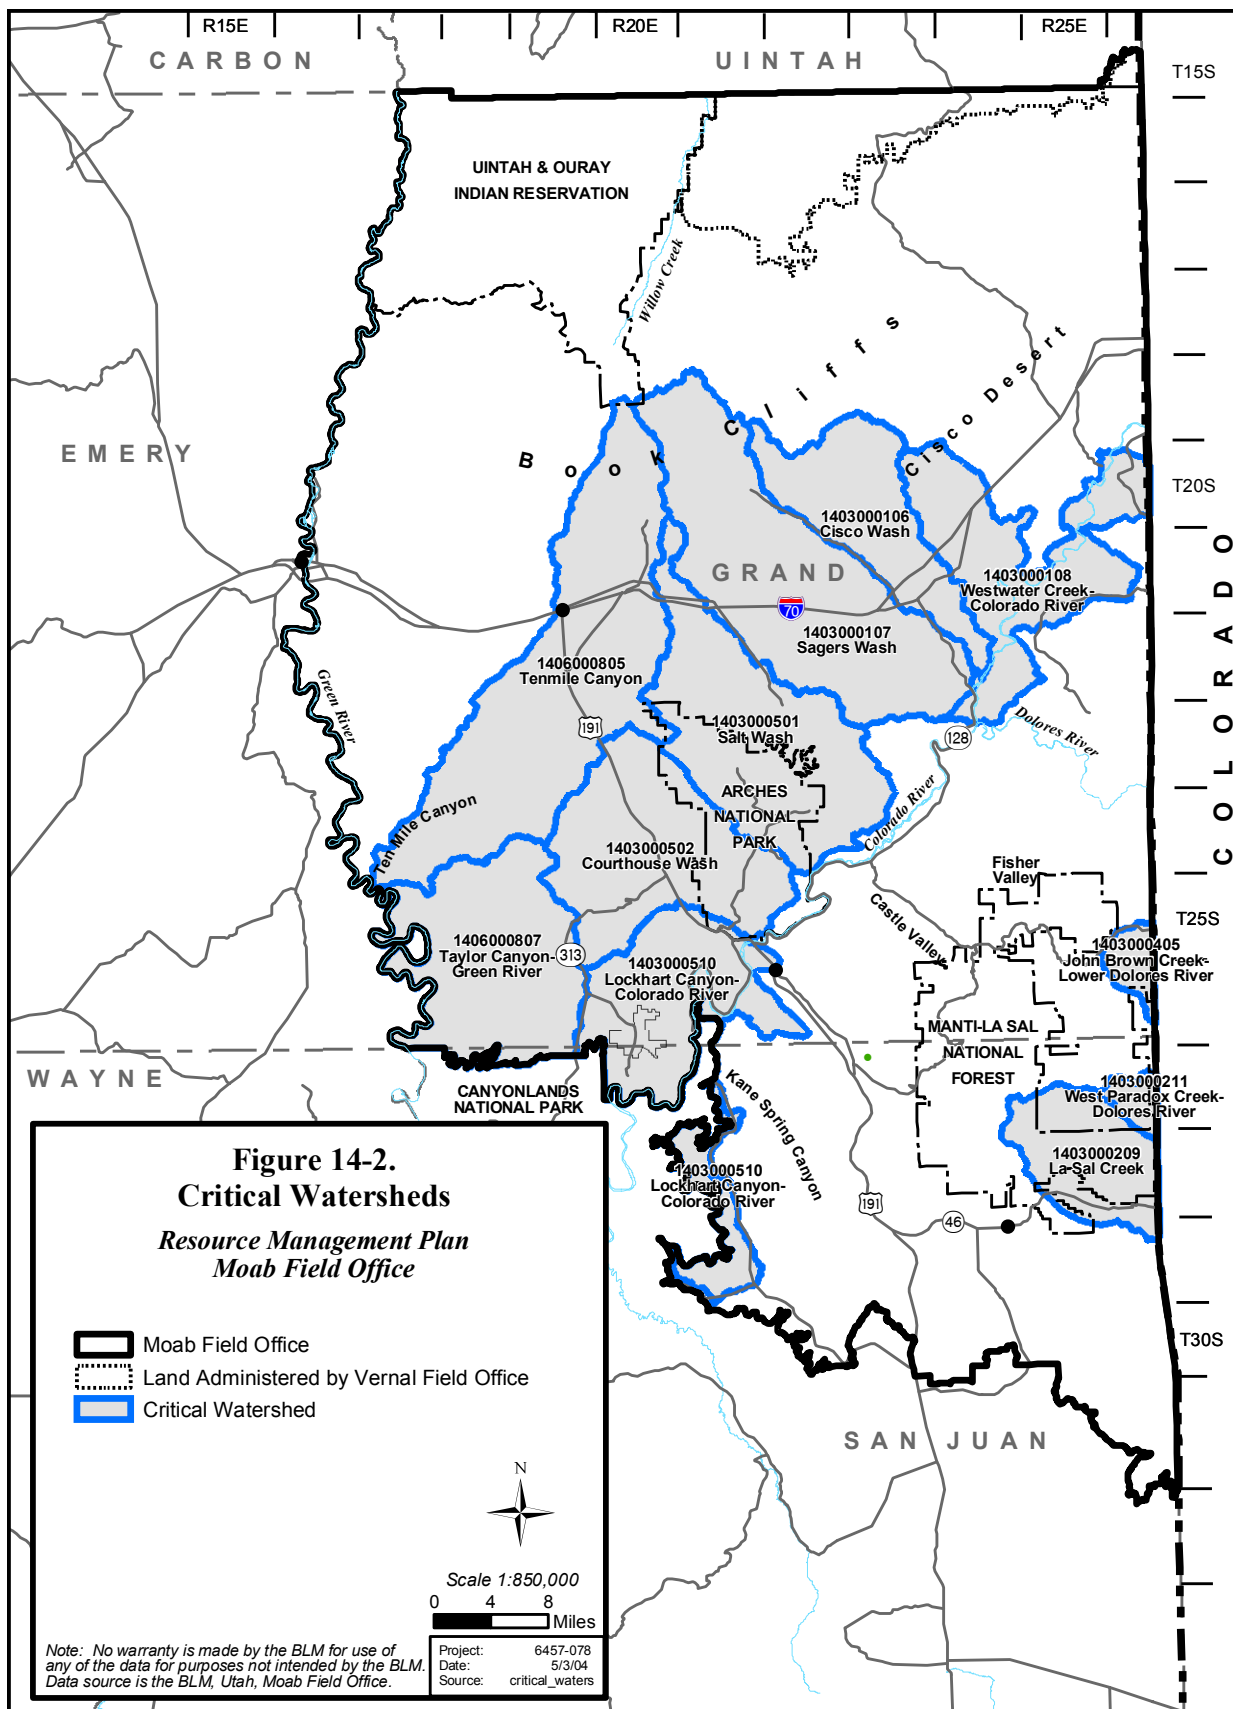 R15E
R20E
R25E
CARBON
UINTAH
T15S
UINTAH & OURAY
INDIAN RESERVATION
Willow Creek
Book Cliffs
Cisco Desert
EMERY
T20S
1403000106
Cisco Wash
GRAND
1403000108
Westwater Creek-
Colorado River
70
1403000107
Sagers Wash
COLORADO
1406000805
Tenmile Canyon
Green River
191
1403000501
Salt Wash
128
Dolores River
ARCHES
NATIONAL
PARK
Colorado River
Ten Mile Canyon
1403000502
Courthouse Wash
Fisher
Valley
Castle Valley
T25S
1406000807
Taylor Canyon-
Green River
313
1403000510
Lockhart Canyon-
Colorado River
1403000405
John Brown Creek-
Lower Dolores River
MANTI-LA SAL
NATIONAL
FOREST
WAYNE
CANYONLANDS
NATIONAL PARK
Kane Spring Canyon
1403000211
West Paradox Creek-
Dolores River
1403000209
La Sal Creek
1403000510
Lockhart Canyon-
Colorado River
191
46
T30S
SAN JUAN
Figure 14-2.
Critical Watersheds
Resource Management Plan
Moab Field Office
Moab Field Office
Land Administered by Vernal Field Office
Critical Watershed
N
Scale 1:850,000
0 4 8
Miles
Note: No warranty is made by the BLM for use of
any of the data for purposes not intended by the BLM.
Data source is the BLM, Utah, Moab Field Office.
Project: 6457-078
Date: 5/3/04
Source: critical_waters